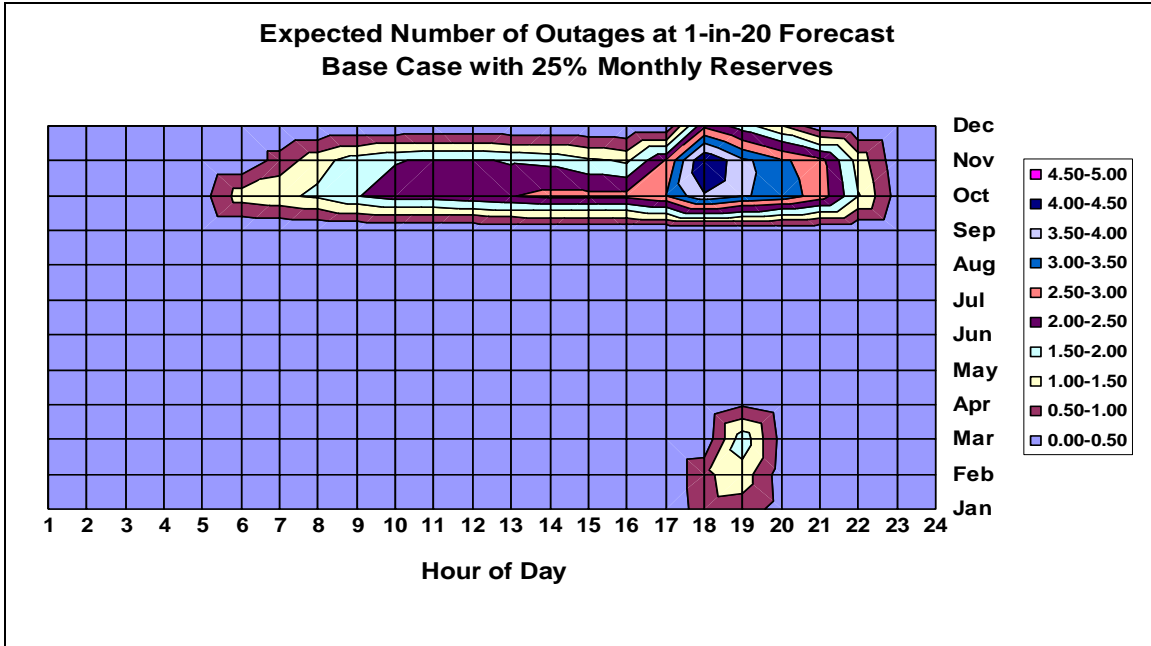 Expected Number of Outages at 1-in-20 Forecast
Base Case with 25% Monthly Reserves
Dec
Nov
Oct
Sep
Aug
Jul
Jun
May
Apr
Mar
Feb
Jan
4.50-5.00
4.00-4.50
3.50-4.00
3.00-3.50
2.50-3.00
2.00-2.50
1.50-2.00
1.00-1.50
0.50-1.00
0.00-0.50
1 2 3 4 5 6 7 8 9 10 11 12 13 14 15 16 17 18 19 20 21 22 23 24
Hour of Day